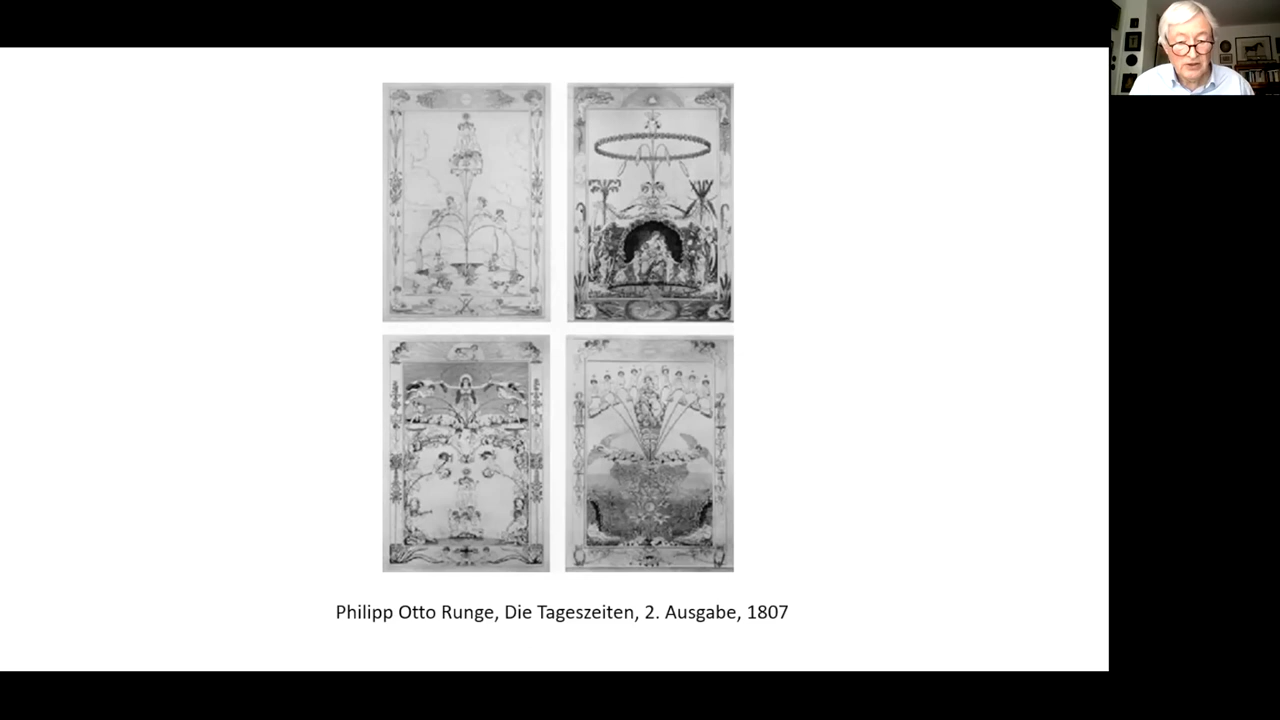 Philipp Otto Runge, Die Tageszeiten, 2. Ausgabe, 1807